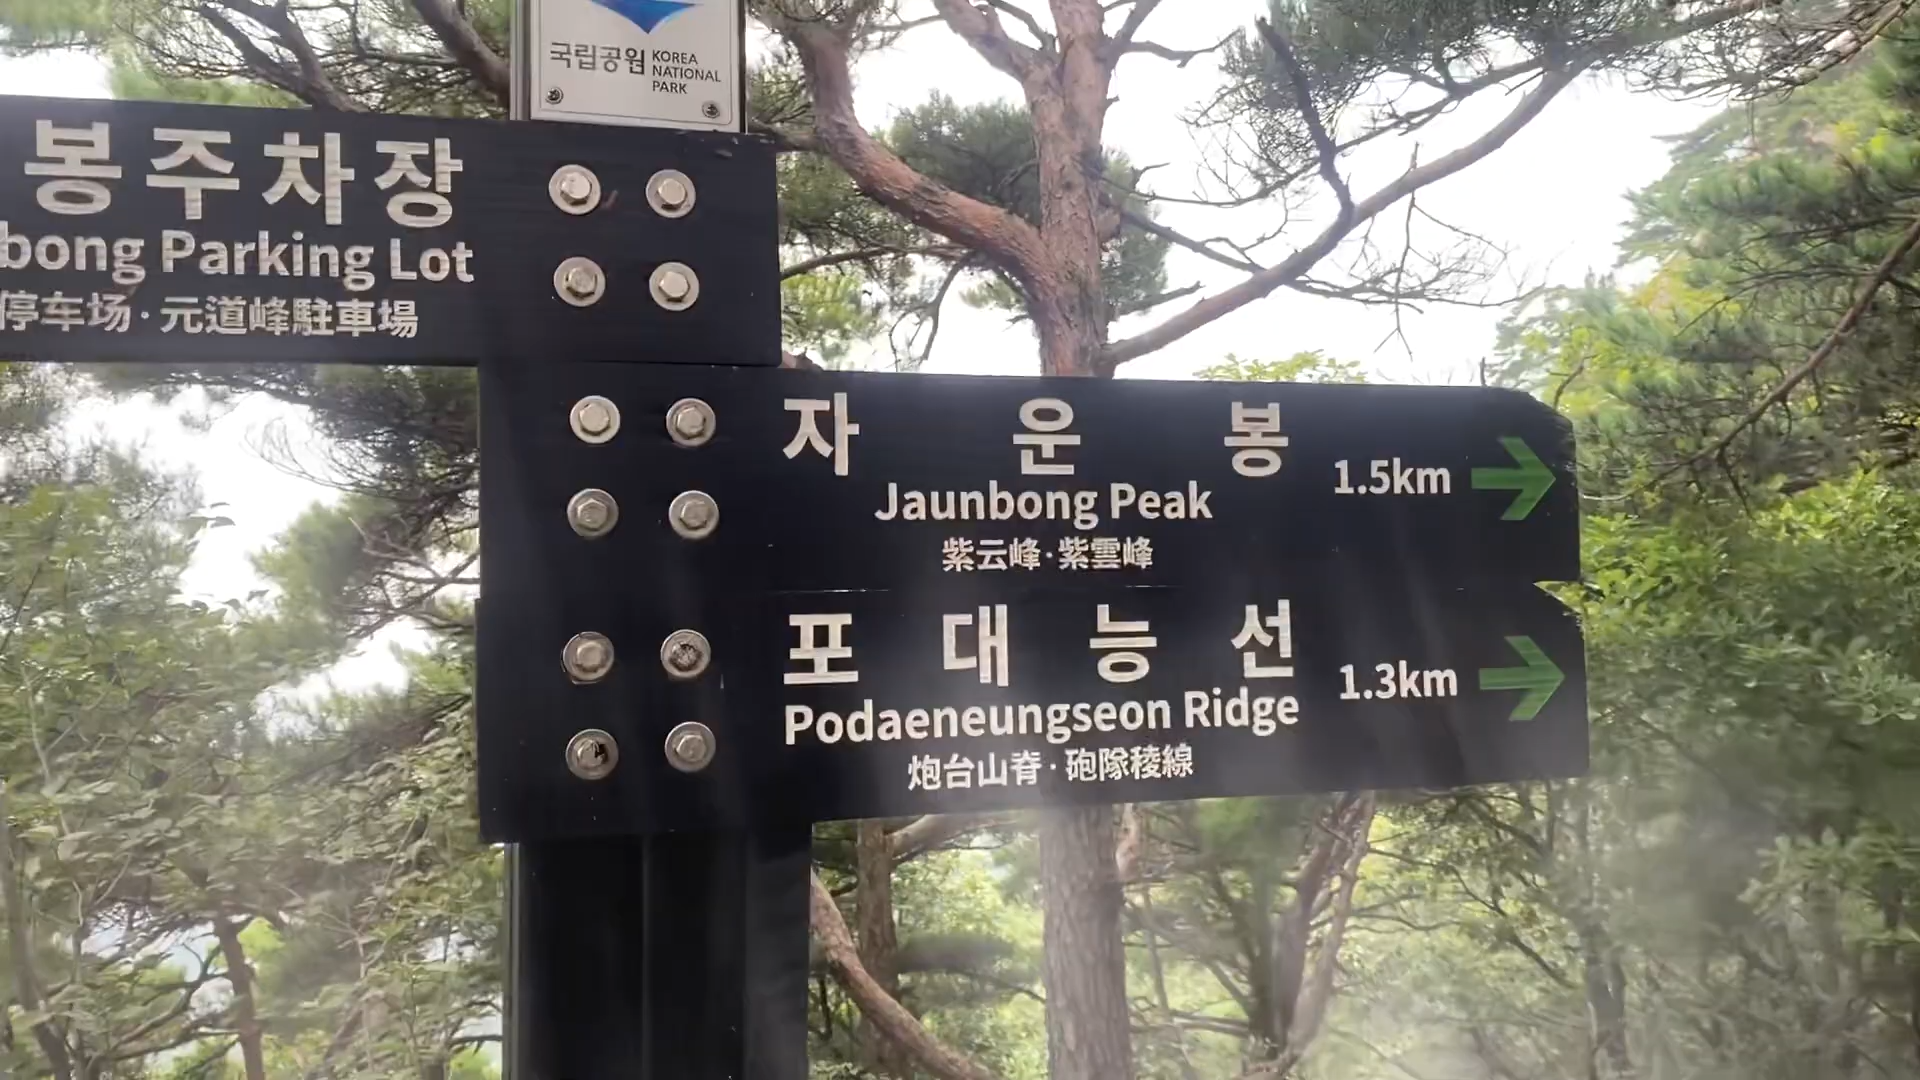 국립공원 KOREA NATIONAL PARK
봉주차장
bong Parking Lot
停车场·元道峰駐車場
자운봉 1.5km
Jaunbong Peak
紫云峰·紫雲峰
포대능선 1.3km
Podaeneungseon Ridge
炮台山脊·砲隊稜線